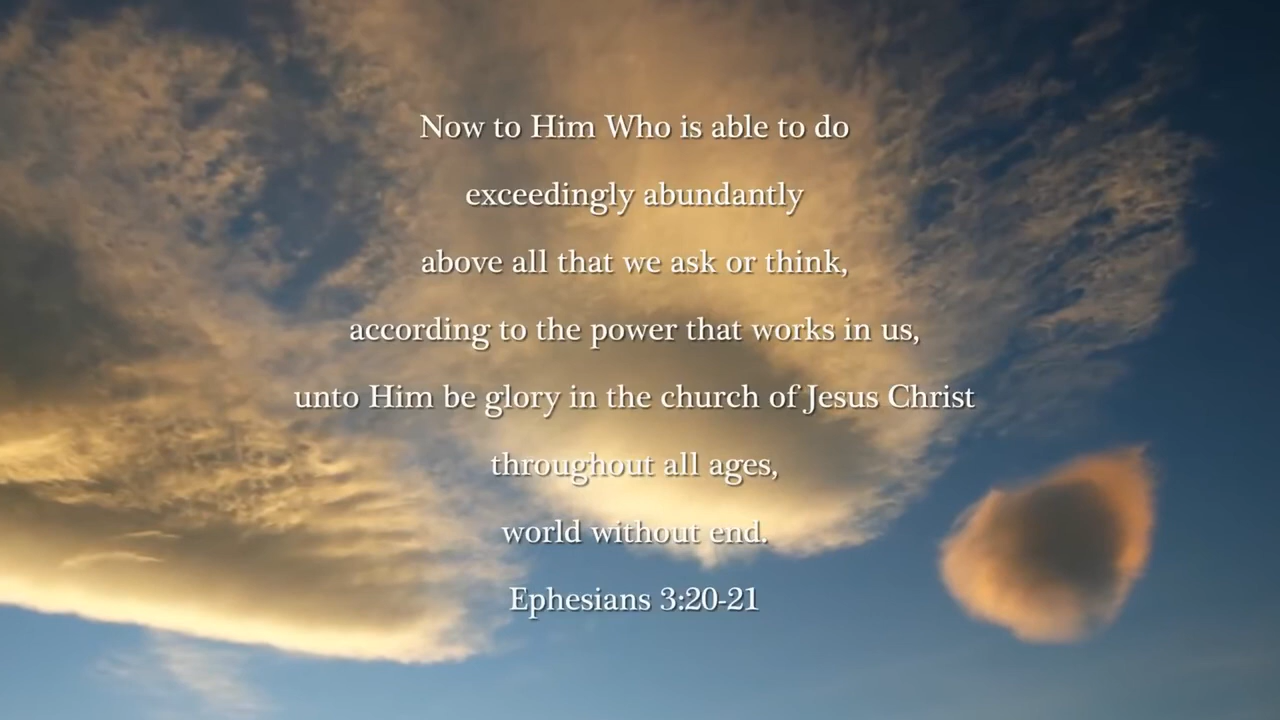 Now to Him Who is able to do
exceedingly abundantly
above all that we ask or think,
according to the power that works in us,
unto Him be glory in the church of Jesus Christ
throughout all ages,
world without end.
Ephesians 3:20-21